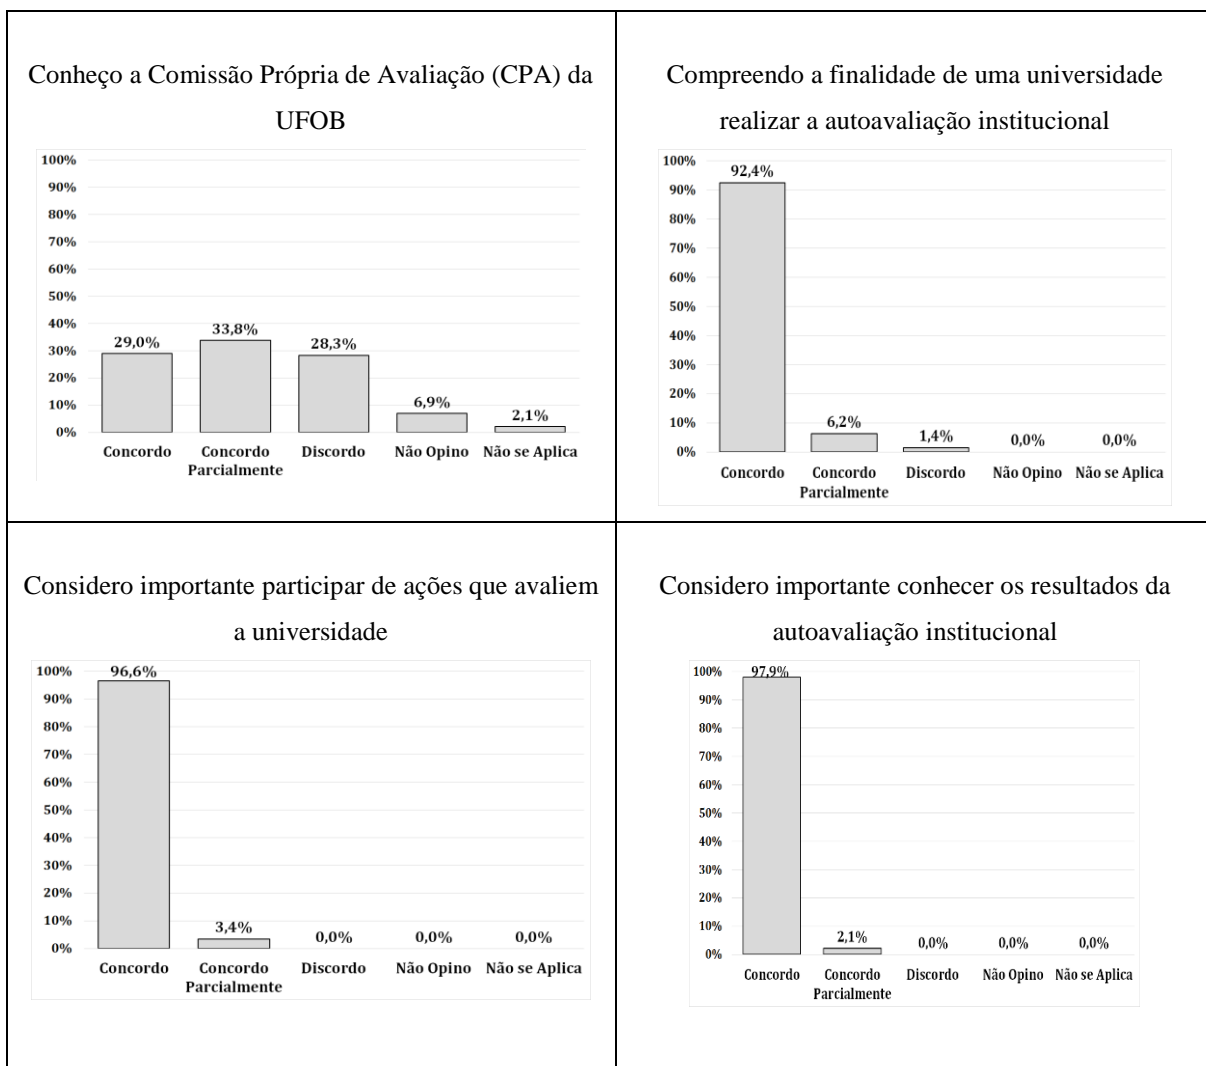 Conheço a Comissão Própria de Avaliação (CPA) da
UFOB
100%
90%
80%
70%
60%
50%
40%
30%
20%
10%
0%
29,0%
33,8%
28,3%
6,9%
2,1%
Concordo
Concordo
Parcialmente
Discordo
Não Opino
Não se Aplica
Compreendo a finalidade de uma universidade
realizar a autoavaliação institucional
100%
90%
80%
70%
60%
50%
40%
30%
20%
10%
0%
92,4%
6,2%
1,4%
0,0%
0,0%
Concordo
Concordo
Parcialmente
Discordo
Não Opino
Não se Aplica
Considero importante participar de ações que avaliem
a universidade
100%
90%
80%
70%
60%
50%
40%
30%
20%
10%
0%
96,6%
3,4%
0,0%
0,0%
0,0%
Concordo
Concordo
Parcialmente
Discordo
Não Opino
Não se Aplica
Considero importante conhecer os resultados da
autoavaliação institucional
100%
90%
80%
70%
60%
50%
40%
30%
20%
10%
0%
97,9%
2,1%
0,0%
0,0%
0,0%
Concordo
Concordo
Parcialmente
Discordo
Não Opino
Não se Aplica